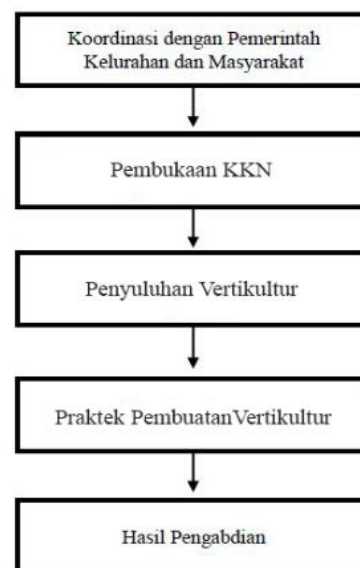 Koordinasi dengan Pemerintah
Kelurahan dan Masyarakat
Pembukaan KKN
Penyuluhan Vertikultur
Praktek PembuatanVertikultur
Hasil Pengabdian